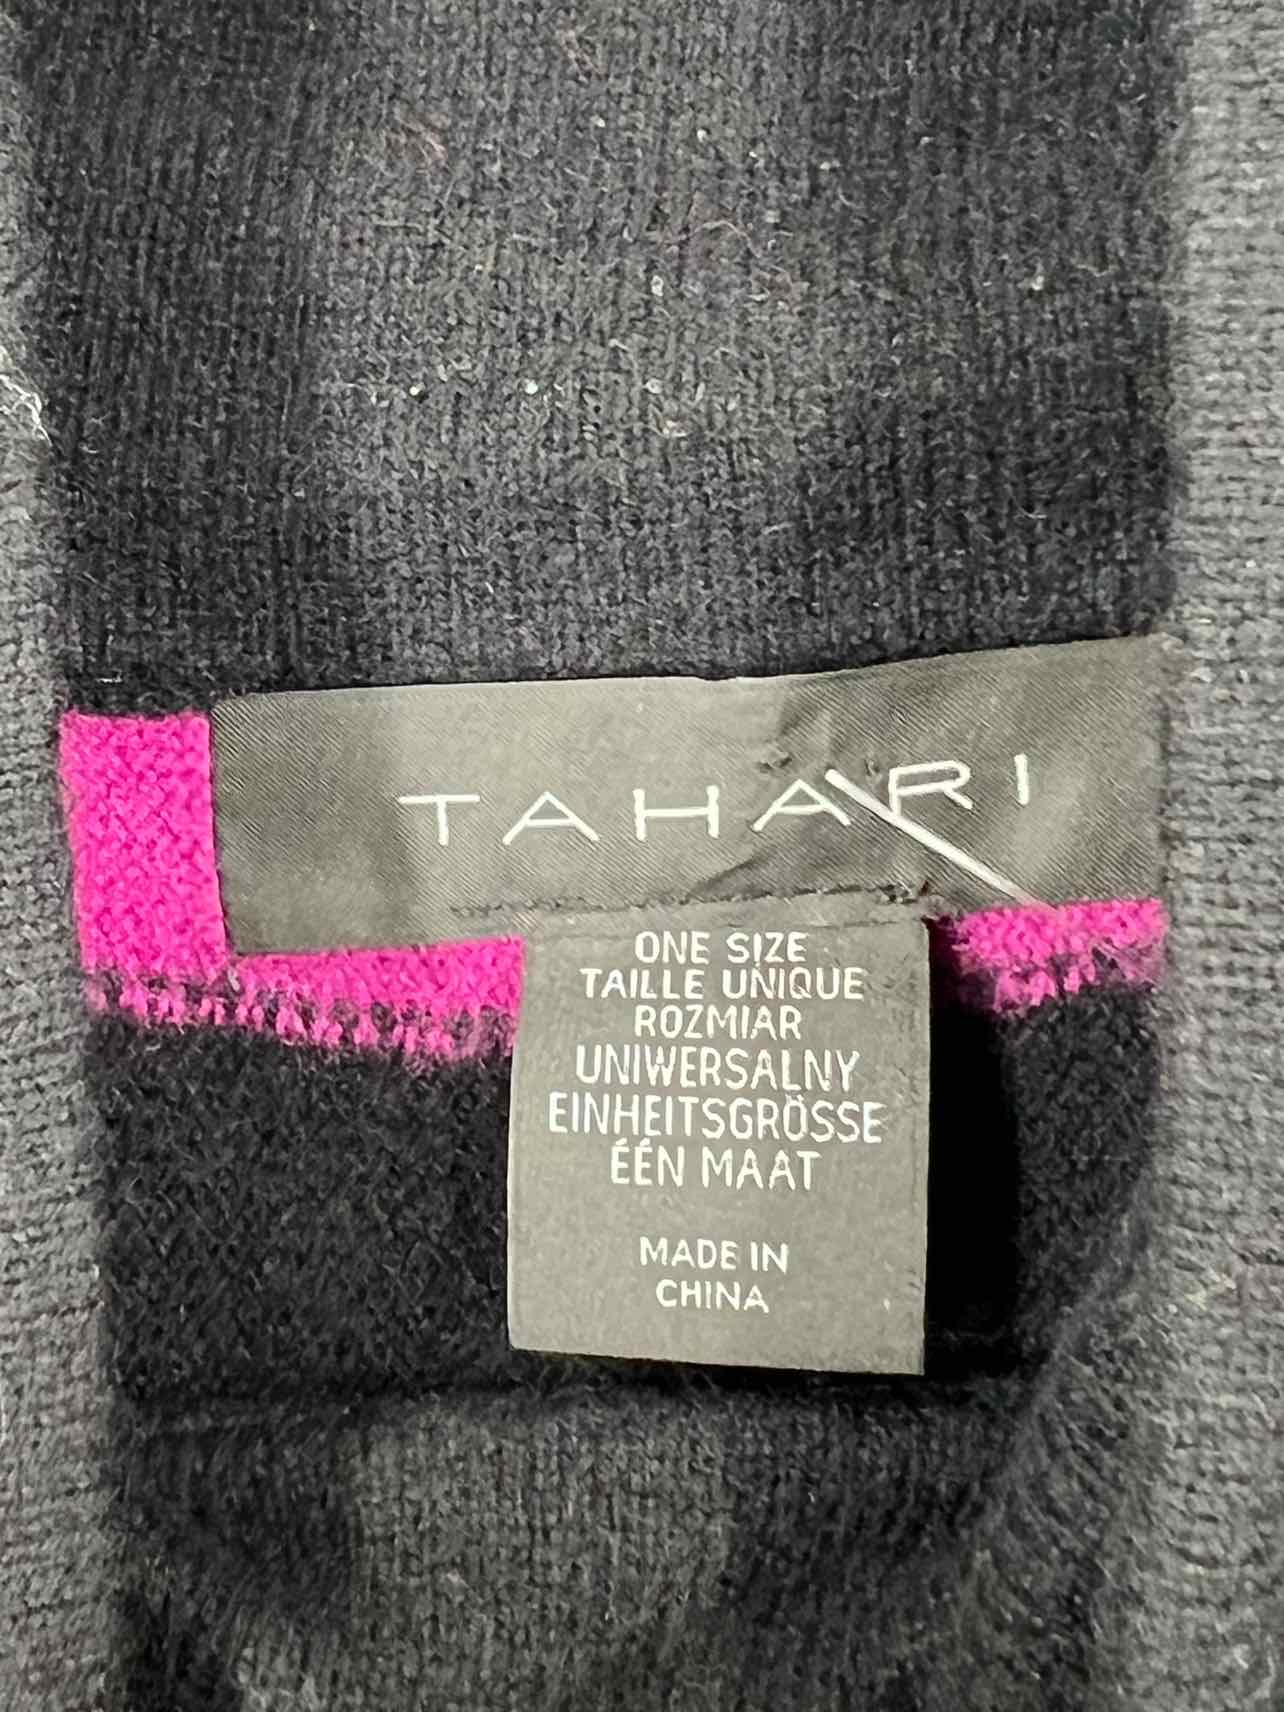 TAHARI
ONE SIZE
TAILLE UNIQUE
ROZMIAR
UNIWERSALNY
EINHEITSGRÖSSE
ÉÉN MAAT
MADE IN
CHINA